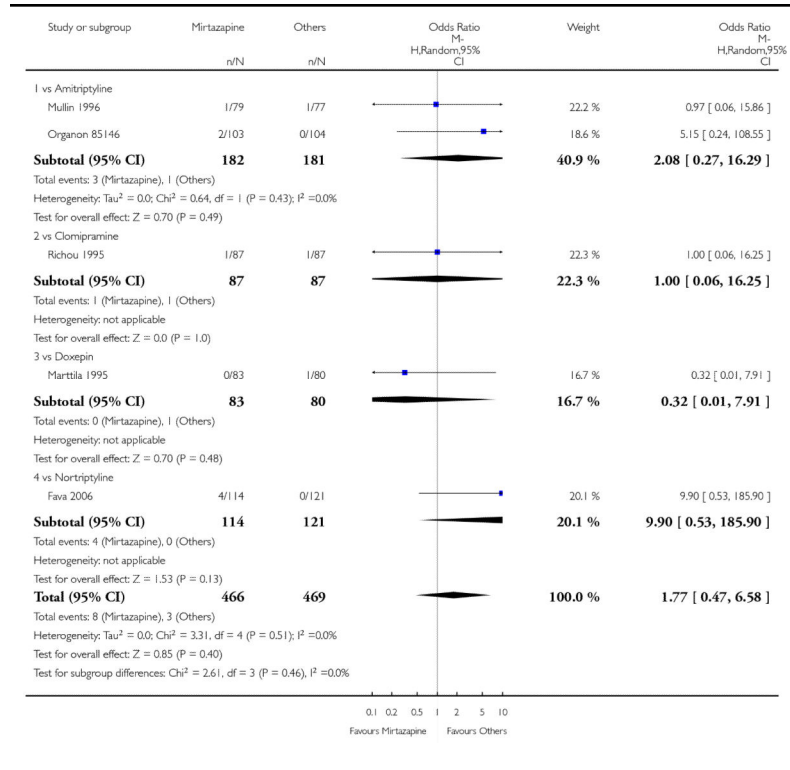 Study or subgroup Mirtazapine Others Odds Ratio Weight Odds Ratio
M- M-
H,Random,95% H,Random,95%
n/N n/N CI CI
1 vs Amitriptyline
Mullin 1996 1/79 1/77 22.2 % 0.97 [ 0.06, 15.86 ]
Organon 85146 2/103 0/104 18.6 % 5.15 [ 0.24, 108.55 ]
Subtotal (95% CI) 182 181 40.9 % 2.08 [ 0.27, 16.29 ]
Total events: 3 (Mirtazapine), 1 (Others)
Heterogeneity: Tau² = 0.0; Chi² = 0.64, df = 1 (P = 0.43); I² =0.0%
Test for overall effect: Z = 0.70 (P = 0.49)
2 vs Clomipramine
Richou 1995 1/87 1/87 22.3 % 1.00 [ 0.06, 16.25 ]
Subtotal (95% CI) 87 87 22.3 % 1.00 [ 0.06, 16.25 ]
Total events: 1 (Mirtazapine), 1 (Others)
Heterogeneity: not applicable
Test for overall effect: Z = 0.0 (P = 1.0)
3 vs Doxepin
Marttila 1995 0/83 1/80 16.7 % 0.32 [ 0.01, 7.91 ]
Subtotal (95% CI) 83 80 16.7 % 0.32 [ 0.01, 7.91 ]
Total events: 0 (Mirtazapine), 1 (Others)
Heterogeneity: not applicable
Test for overall effect: Z = 0.70 (P = 0.48)
4 vs Nortriptyline
Fava 2006 4/114 0/121 20.1 % 9.90 [ 0.53, 185.90 ]
Subtotal (95% CI) 114 121 20.1 % 9.90 [ 0.53, 185.90 ]
Total events: 4 (Mirtazapine), 0 (Others)
Heterogeneity: not applicable
Test for overall effect: Z = 1.53 (P = 0.13)
Total (95% CI) 466 469 100.0 % 1.77 [ 0.47, 6.58 ]
Total events: 8 (Mirtazapine), 3 (Others)
Heterogeneity: Tau² = 0.0; Chi² = 3.31, df = 4 (P = 0.51); I² =0.0%
Test for overall effect: Z = 0.85 (P = 0.40)
Test for subgroup differences: Chi² = 2.61, df = 3 (P = 0.46), I² =0.0%
0.1 0.2 0.5 1 2 5 10
Favours Mirtazapine Favours Others